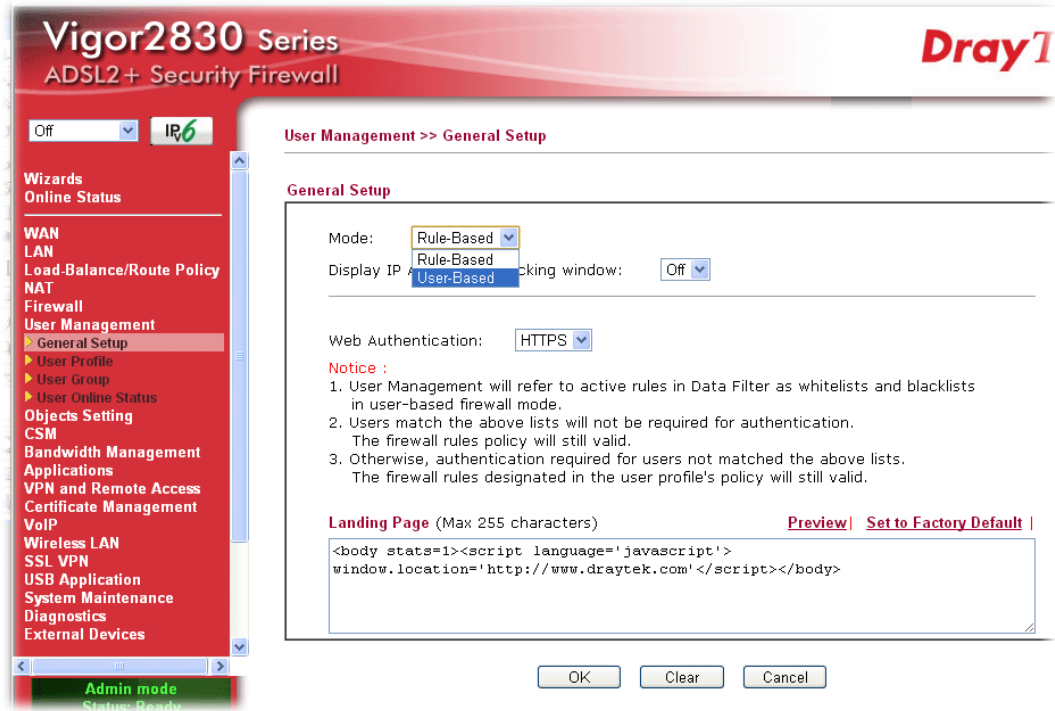 Vigor2830 Series
ADSL2+ Security Firewall
Dray
Off
IPv6
Wizards
Online Status
WAN
LAN
Load-Balance/Route Policy
NAT
Firewall
User Management
General Setup
User Profile
User Group
User Online Status
Objects Setting
CSM
Bandwidth Management
Applications
VPN and Remote Access
Certificate Management
VoIP
Wireless LAN
SSL VPN
USB Application
System Maintenance
Diagnostics
External Devices
Admin mode
Status: Ready
User Management >> General Setup
General Setup
Mode: Rule-Based
Rule-Based
User-Based
Display IP cking window: Off
Web Authentication: HTTPS
Notice :
1. User Management will refer to active rules in Data Filter as whitelists and blacklists
in user-based firewall mode.
2. Users match the above lists will not be required for authentication.
The firewall rules policy will still valid.
3. Otherwise, authentication required for users not matched the above lists.
The firewall rules designated in the user profile's policy will still valid.
Landing Page (Max 255 characters) Preview| Set to Factory Default |
<body stats=1><script language='javascript'>
window.location='http://www.draytek.com'</script></body>
OK Clear Cancel